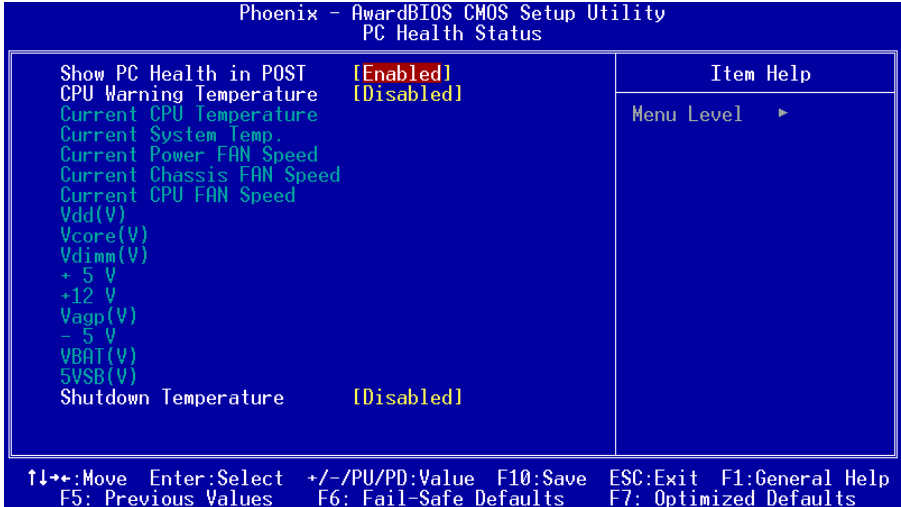 Phoenix - AwardBIOS CMOS Setup Utility
PC Health Status
Show PC Health in POST [Enabled]
CPU Warning Temperature [Disabled]
Current CPU Temperature
Current System Temp.
Current Power FAN Speed
Current Chassis FAN Speed
Current CPU FAN Speed
Vdd(V)
Vcore(V)
Vdimm(V)
+ 5 V
+12 V
Vagp(V)
- 5 V
VBAT(V)
5VSB(V)
Shutdown Temperature [Disabled]
Item Help
Menu Level ►
↑↓→←:Move Enter:Select +/-/PU/PD:Value F10:Save ESC:Exit F1:General Help
F5: Previous Values F6: Fail-Safe Defaults F7: Optimized Defaults